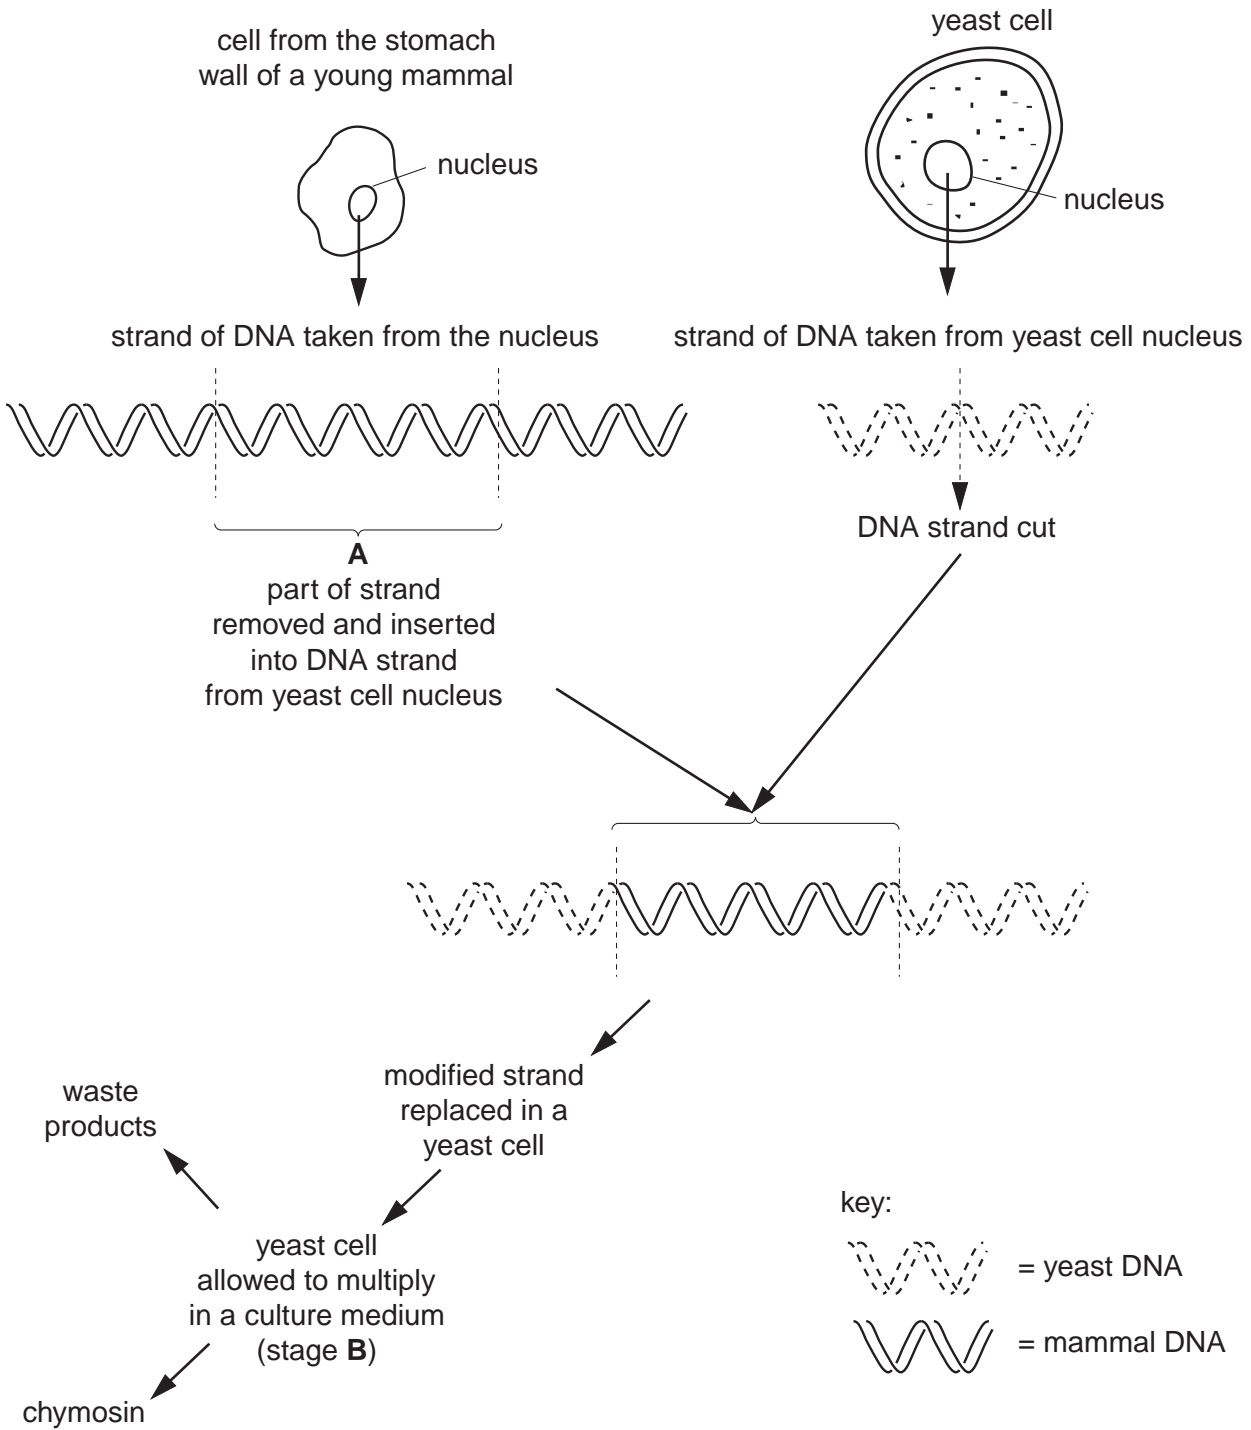 cell from the stomach
wall of a young mammal
yeast cell
nucleus
nucleus
strand of DNA taken from the nucleus
strand of DNA taken from yeast cell nucleus
A
part of strand
removed and inserted
into DNA strand
from yeast cell nucleus
DNA strand cut
modified strand
replaced in a
yeast cell
waste
products
yeast cell
allowed to multiply
in a culture medium
(stage B)
chymosin
key:
= yeast DNA
= mammal DNA